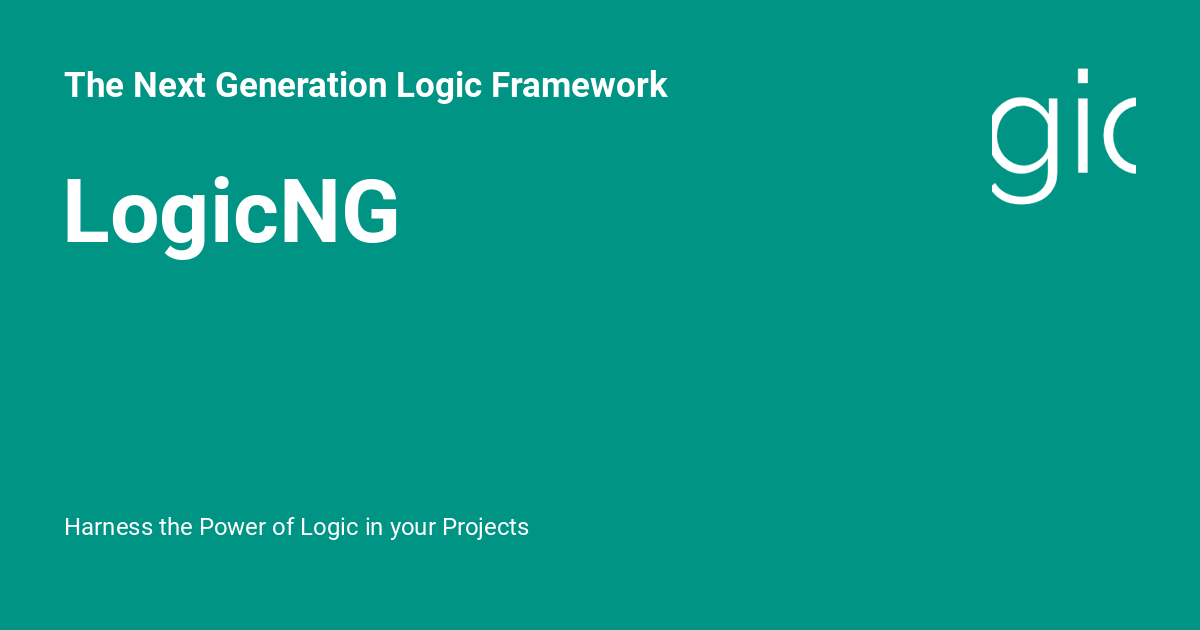 The Next Generation Logic Framework
gic
LogicNG
Harness the Power of Logic in your Projects